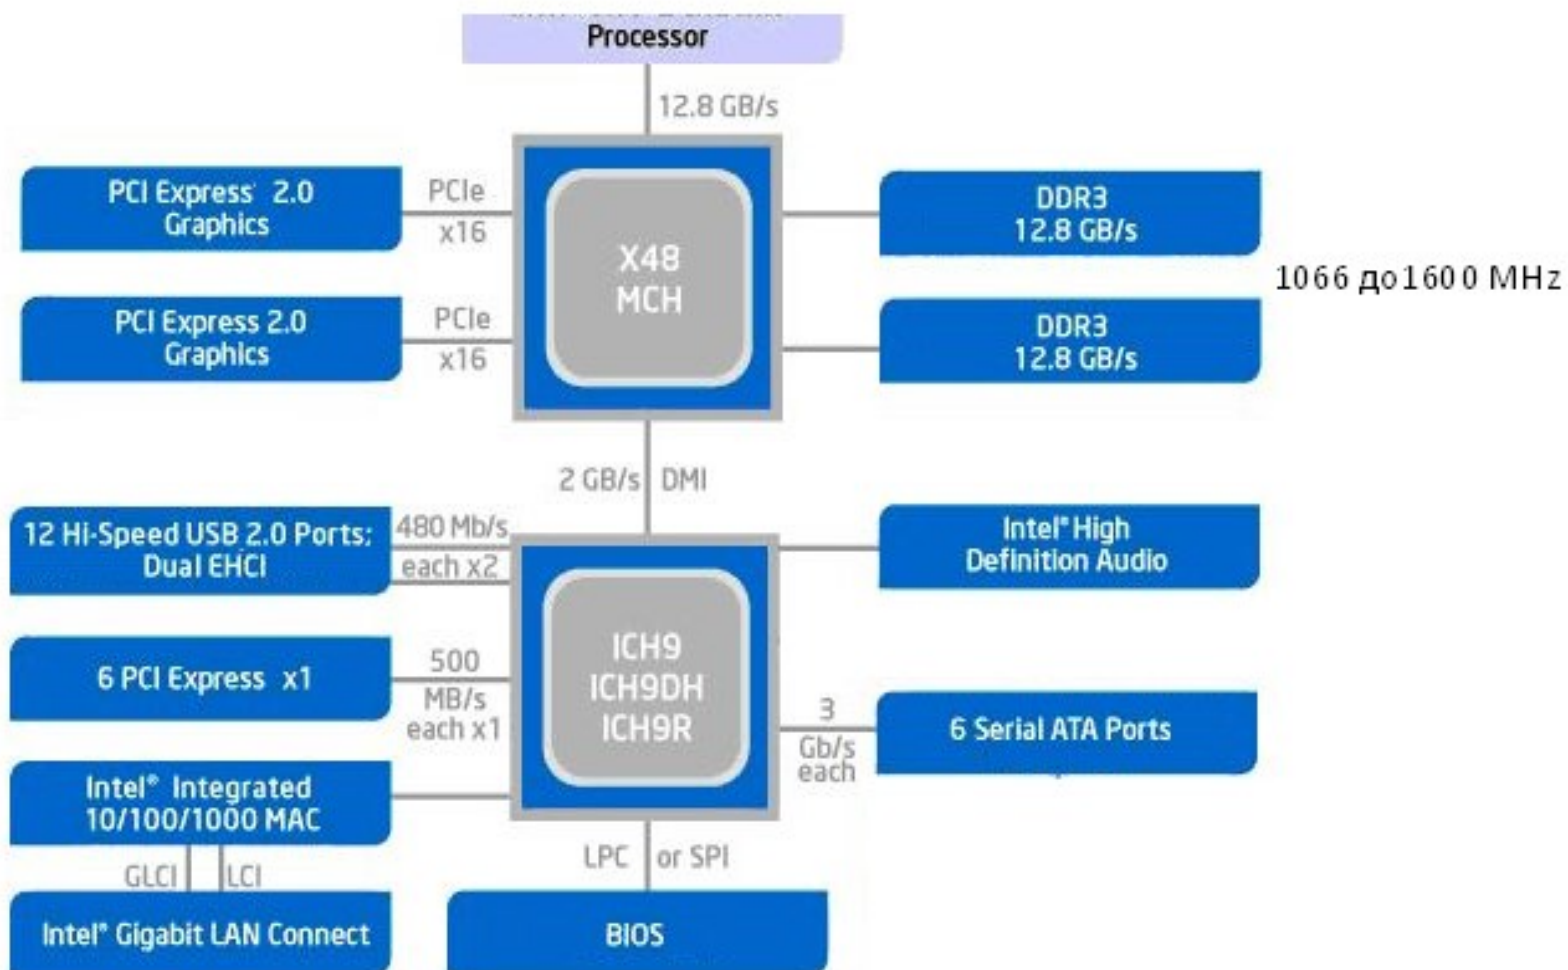 Processor
12.8 GB/s
PCI Express 2.0
Graphics
PCIe
x16
X48
MCH
DDR3
12.8 GB/s
1066 до 1600 MHz
PCI Express 2.0
Graphics
PCIe
x16
DDR3
12.8 GB/s
2 GB/s DMI
12 Hi-Speed USB 2.0 Ports;
Dual EHCI
480 Mb/s
each x2
Intel® High
Definition Audio
ICH9
ICH9DH
ICH9R
6 PCI Express x1
500
MB/s
each x1
3
Gb/s
each
6 Serial ATA Ports
Intel® Integrated
10/100/1000 MAC
GLCI LCI
LPC or SPI
Intel® Gigabit LAN Connect
BIOS